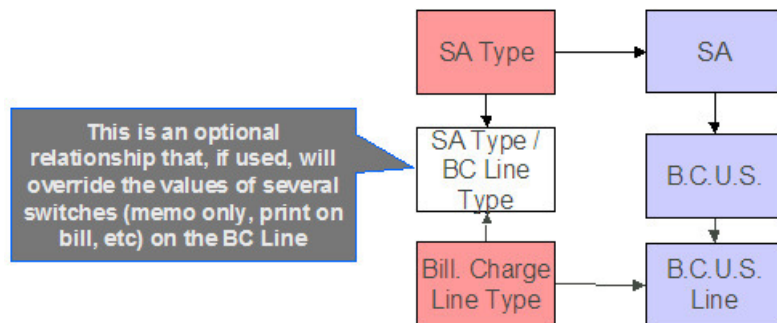 SA Type
SA
This is an optional
relationship that, if used, will
override the values of several
switches (memo only, print on
bill, etc) on the BC Line
SA Type /
BC Line
Type
B.C.U.S.
Bill. Charge
Line Type
B.C.U.S.
Line